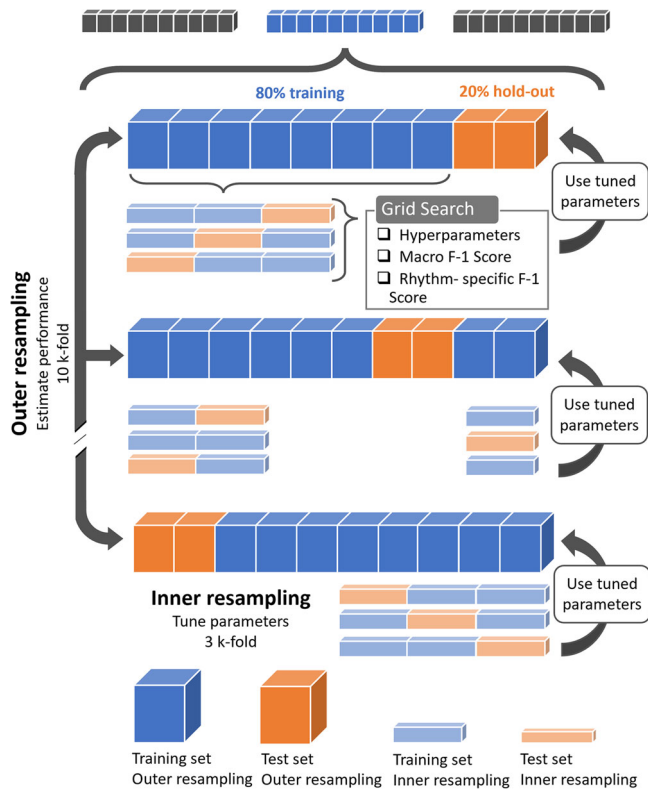 80% training
20% hold-out
Use tuned
parameters
Grid Search
Hyperparameters
Macro F-1 Score
Rhythm- specific F-1
Score
Outer resampling
Estimate performance
10 k-fold
Use tuned
parameters
Use tuned
parameters
Inner resampling
Tune parameters
3 k-fold
Training set
Outer resampling
Test set
Outer resampling
Training set
Inner resampling
Test set
Inner resampling